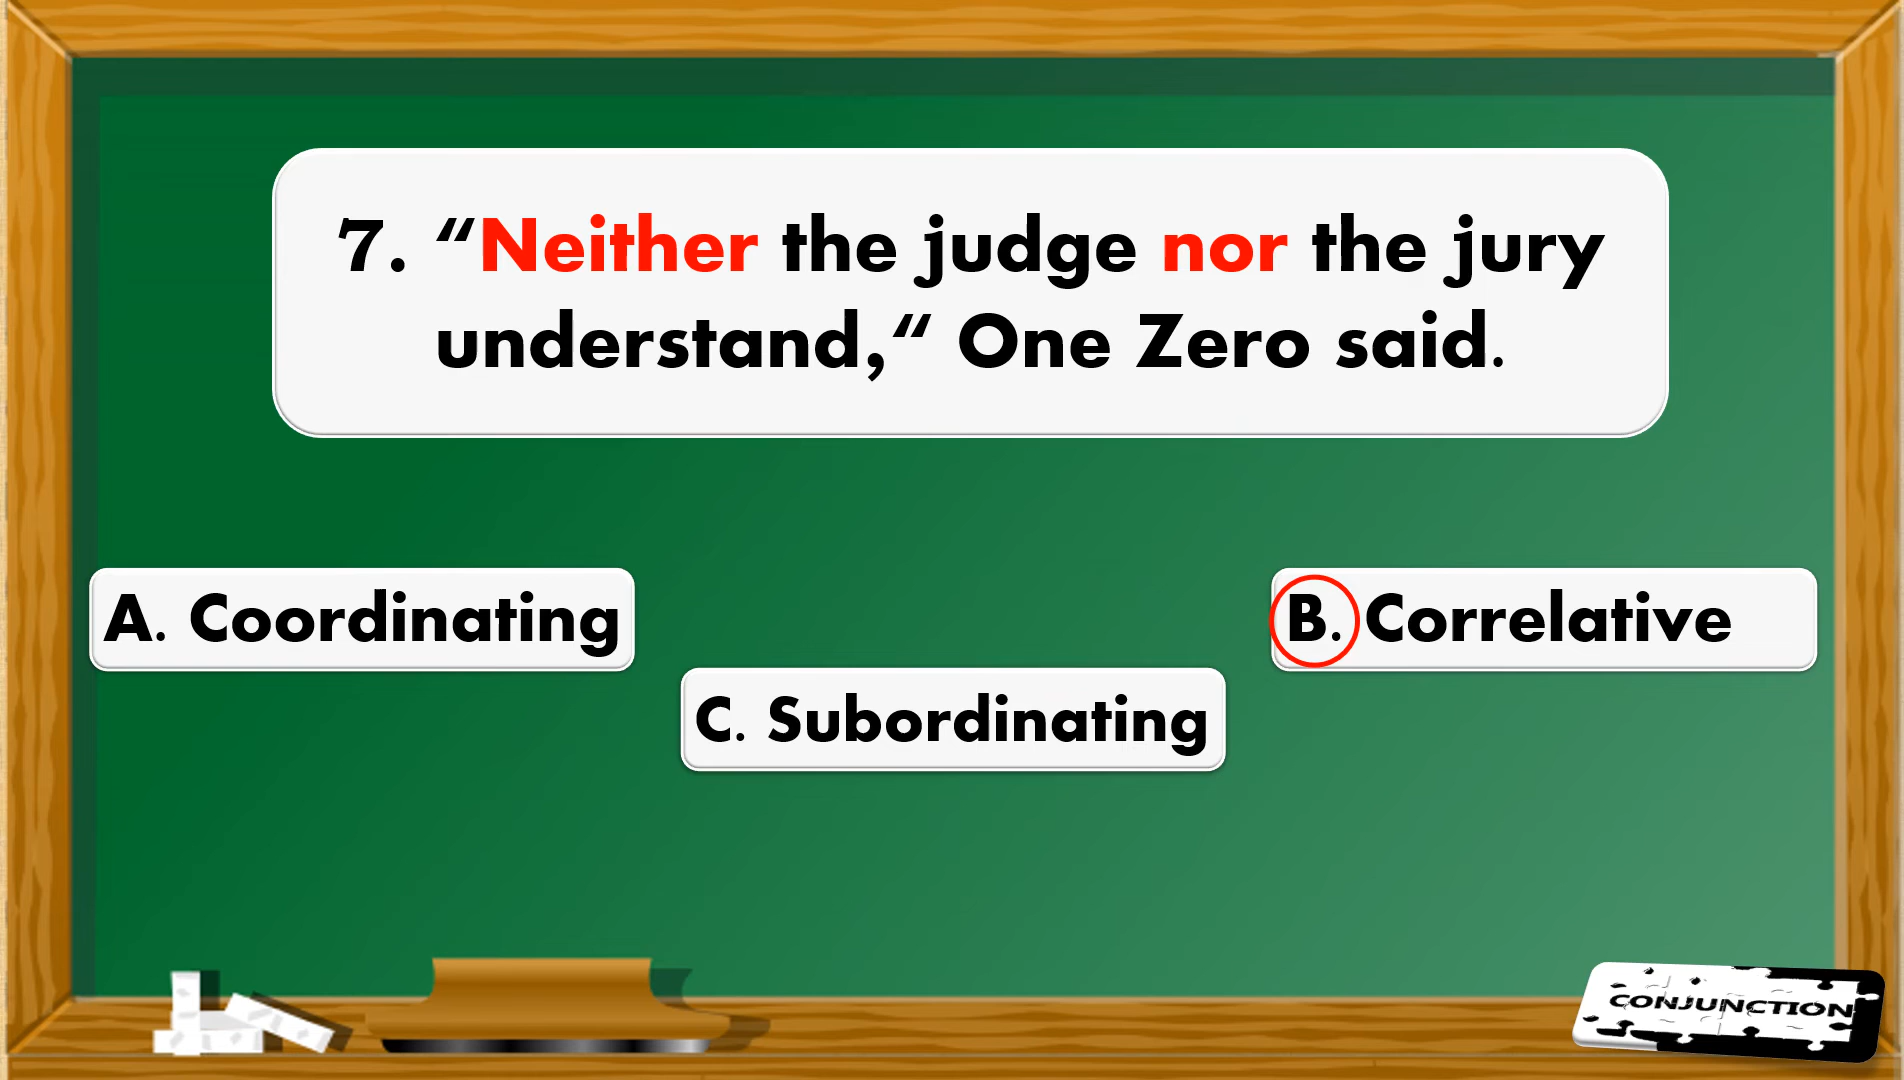 7. “Neither the judge nor the jury
understand,“ One Zero said.
A. Coordinating
B. Correlative
C. Subordinating
CONJUNCTION